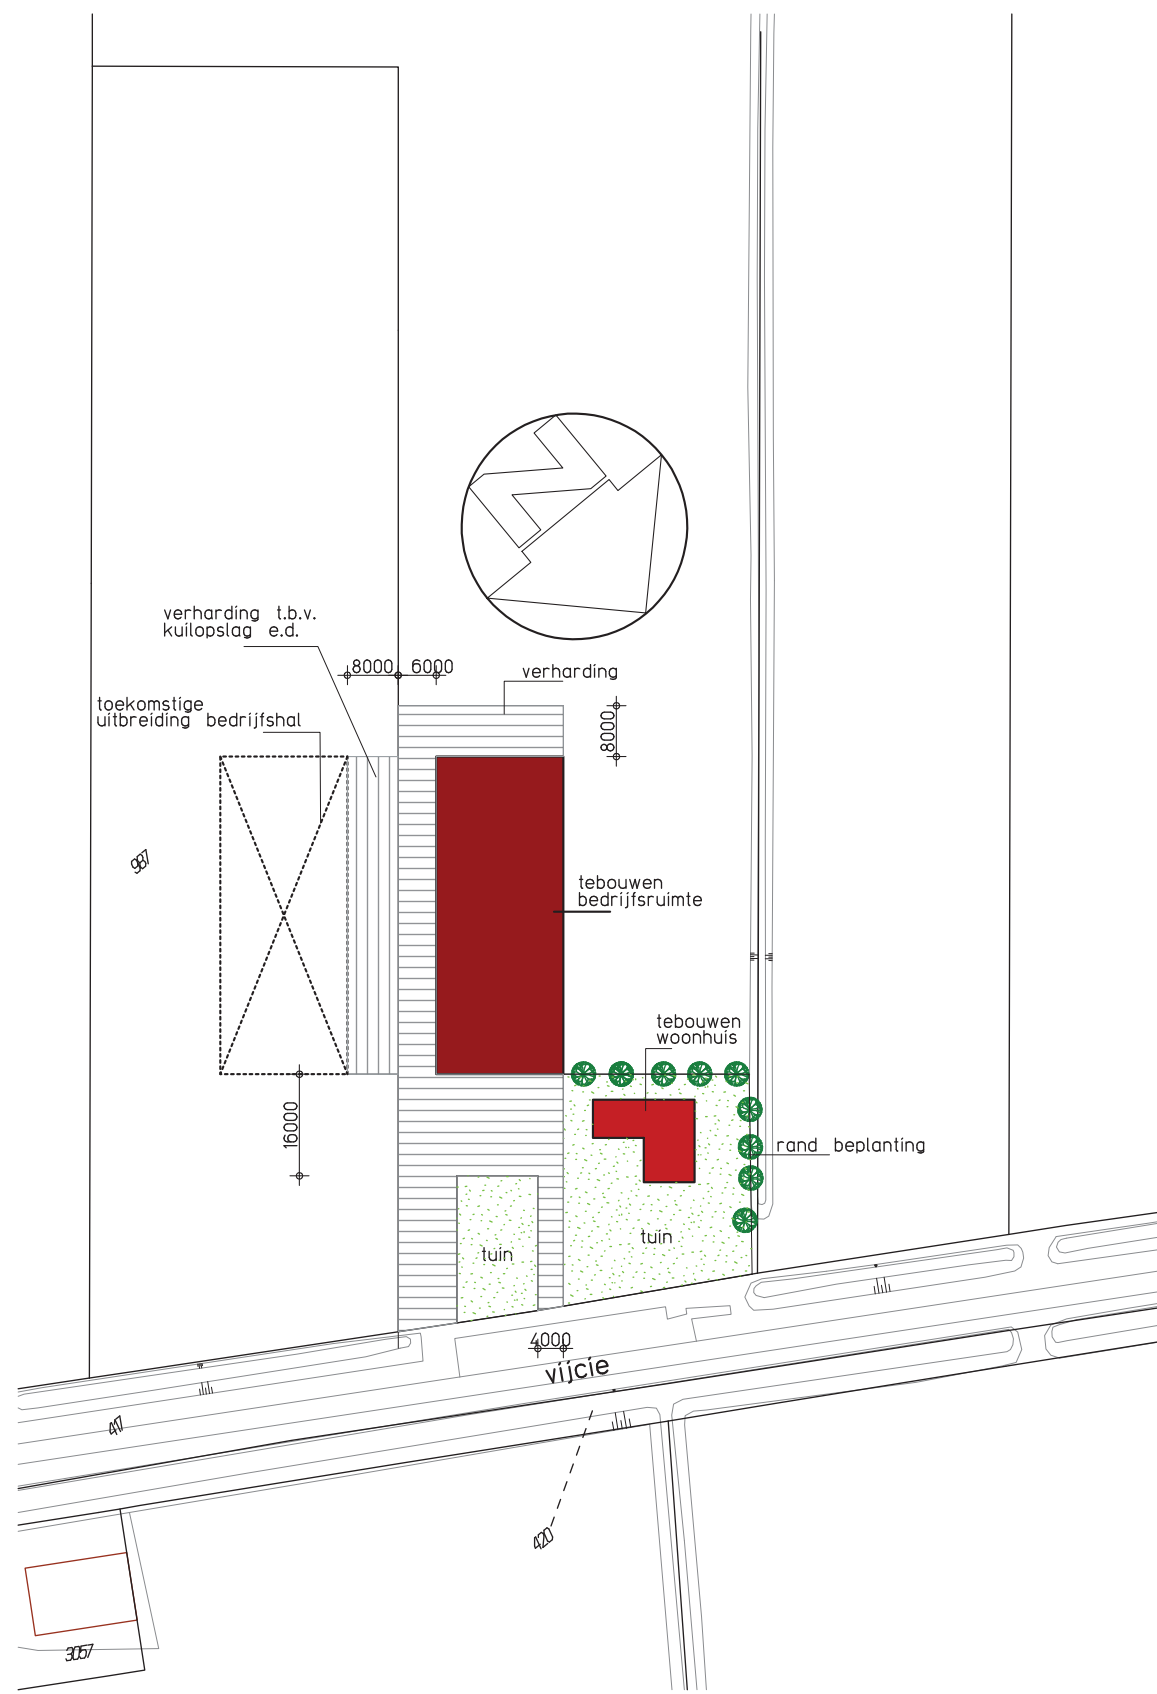 N
verharding t.b.v.
kuilopslag e.d.
8000
6000
verharding
toekomstige
uitbreiding bedrijfshal
8000
987
tebouwen
bedrijfsruimte
tebouwen
woonhuis
16000
rand beplanting
tuin
tuin
4000
vijcie
417
420
3057